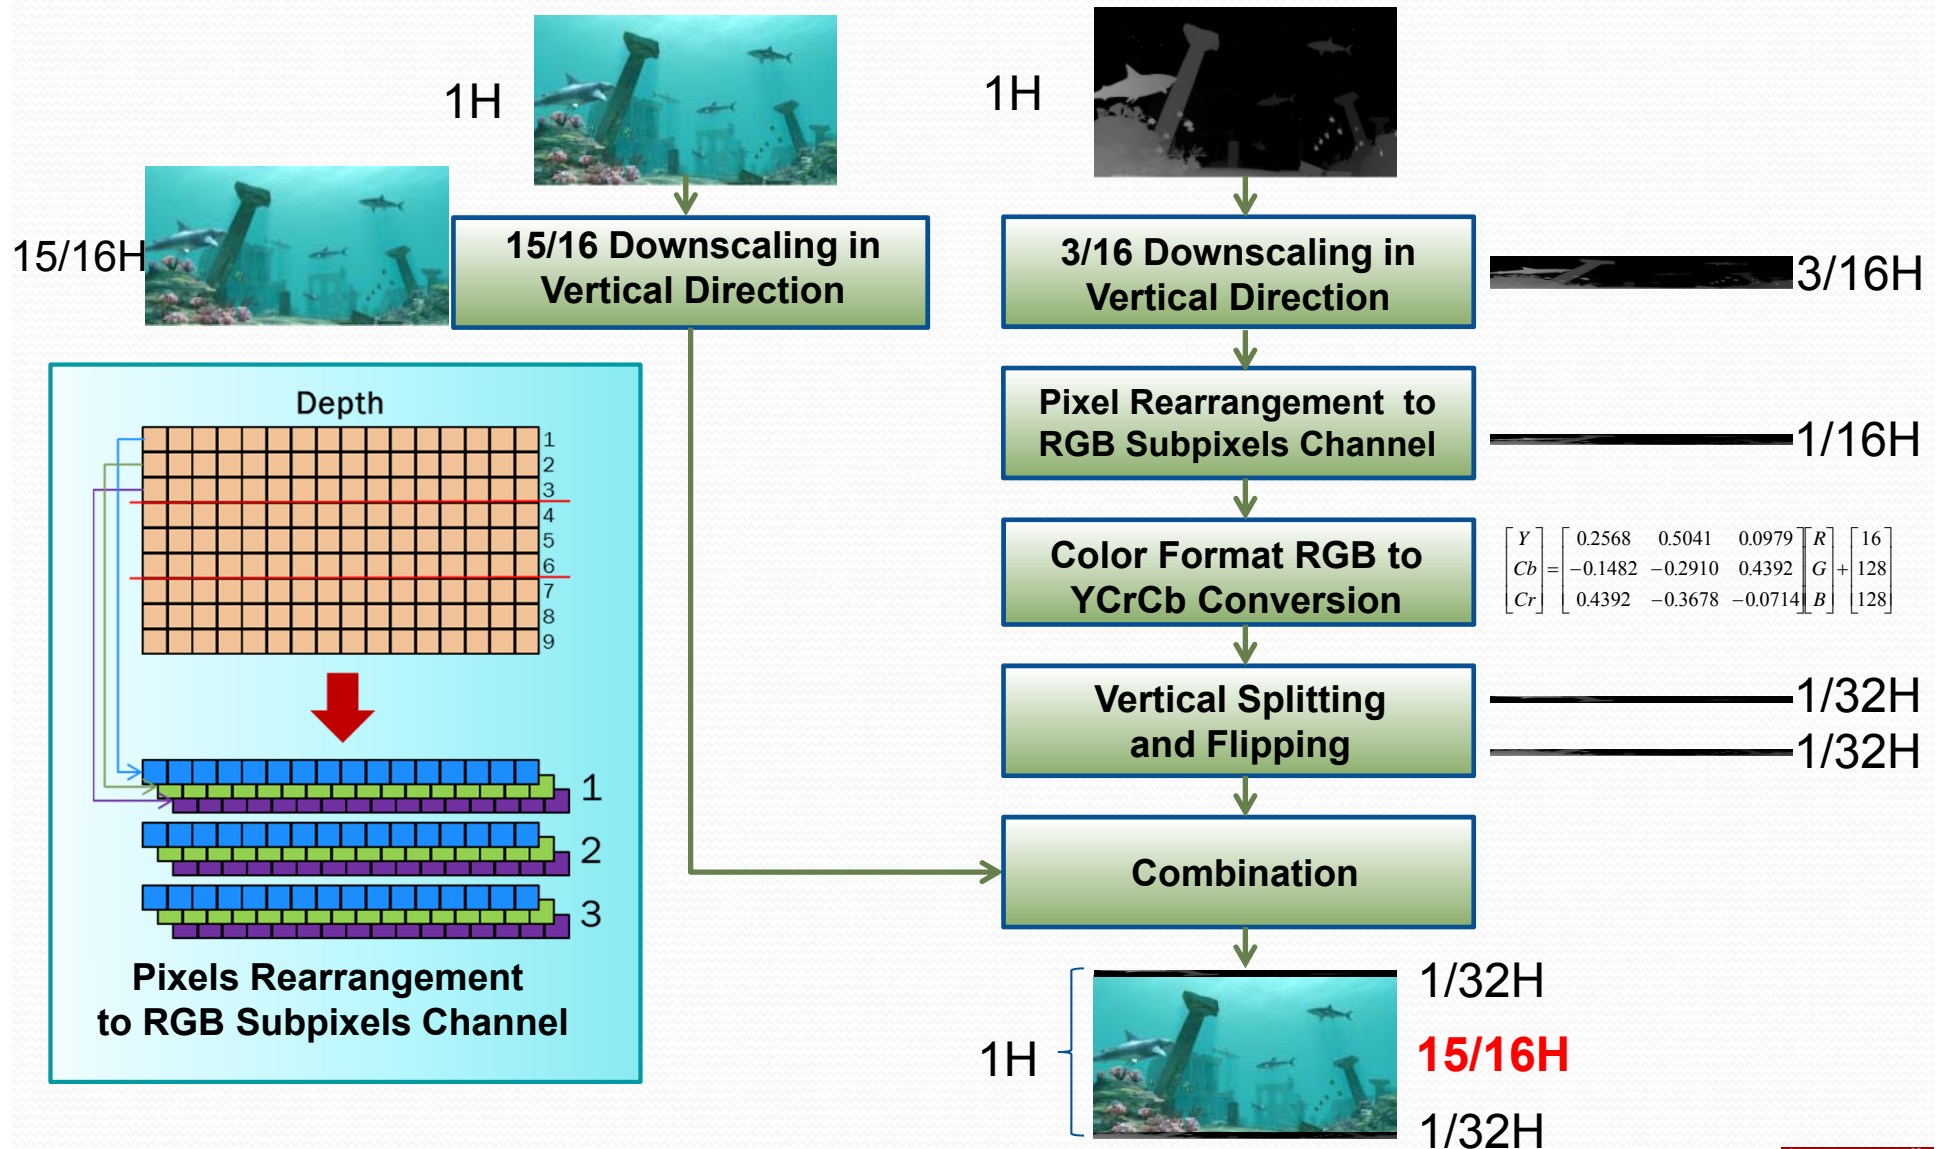 1H
1H
15/16H
15/16 Downscaling in
Vertical Direction
3/16 Downscaling in
Vertical Direction
3/16H
Pixel Rearrangement to
RGB Subpixels Channel
1/16H
Color Format RGB to
YCrCb Conversion
[Y] [0.2568 0.5041 0.0979] [R] [16]
[Cb] = [−0.1482 −0.2910 0.4392] [G] + [128]
[Cr] [0.4392 −0.3678 −0.0714] [B] [128]
Vertical Splitting
and Flipping
1/32H
1/32H
Combination
1H
1/32H
15/16H
1/32H
Depth
1
2
3
4
5
6
7
8
9
1
2
3
Pixels Rearrangement
to RGB Subpixels Channel